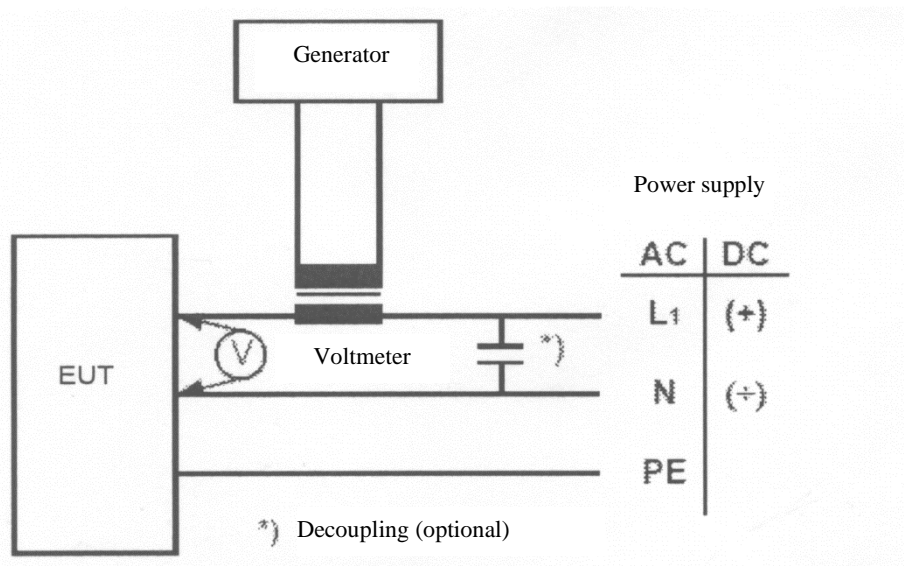 Generator
Power supply
AC DC
L1 (+)
V Voltmeter *)
EUT
N (÷)
PE
*) Decoupling (optional)